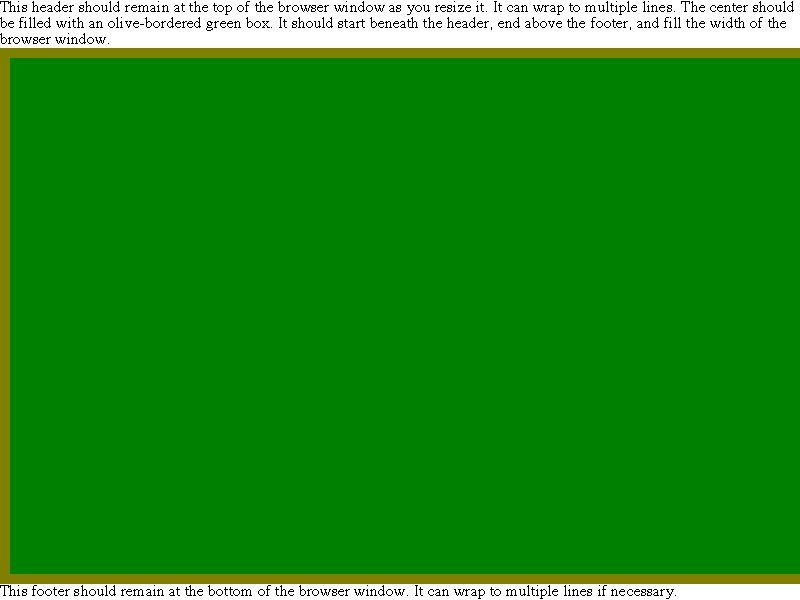 This header should remain at the top of the browser window as you resize it. It can wrap to multiple lines. The center should
be filled with an olive-bordered green box. It should start beneath the header, end above the footer, and fill the width of the
browser window.
This footer should remain at the bottom of the browser window. It can wrap to multiple lines if necessary.